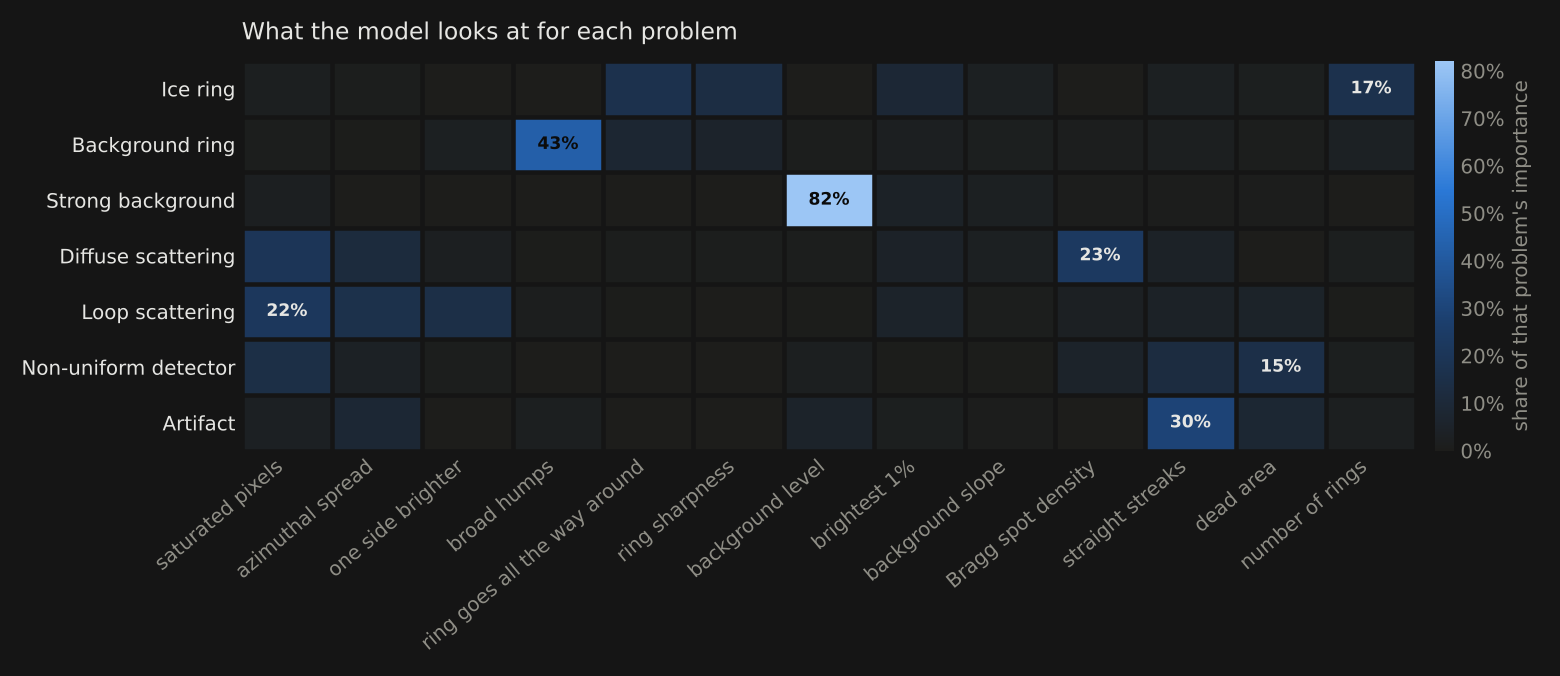 What the model looks at for each problem
Ice ring
17%
Background ring
43%
Strong background
82%
Diffuse scattering
23%
Loop scattering
22%
Non-uniform detector
15%
Artifact
30%
saturated pixels
azimuthal spread
one side brighter
broad humps
ring goes all the way around
ring sharpness
background level
brightest 1%
background slope
Bragg spot density
straight streaks
dead area
number of rings
80%
70%
60%
50%
40%
30%
20%
10%
0%
share of that problem's importance